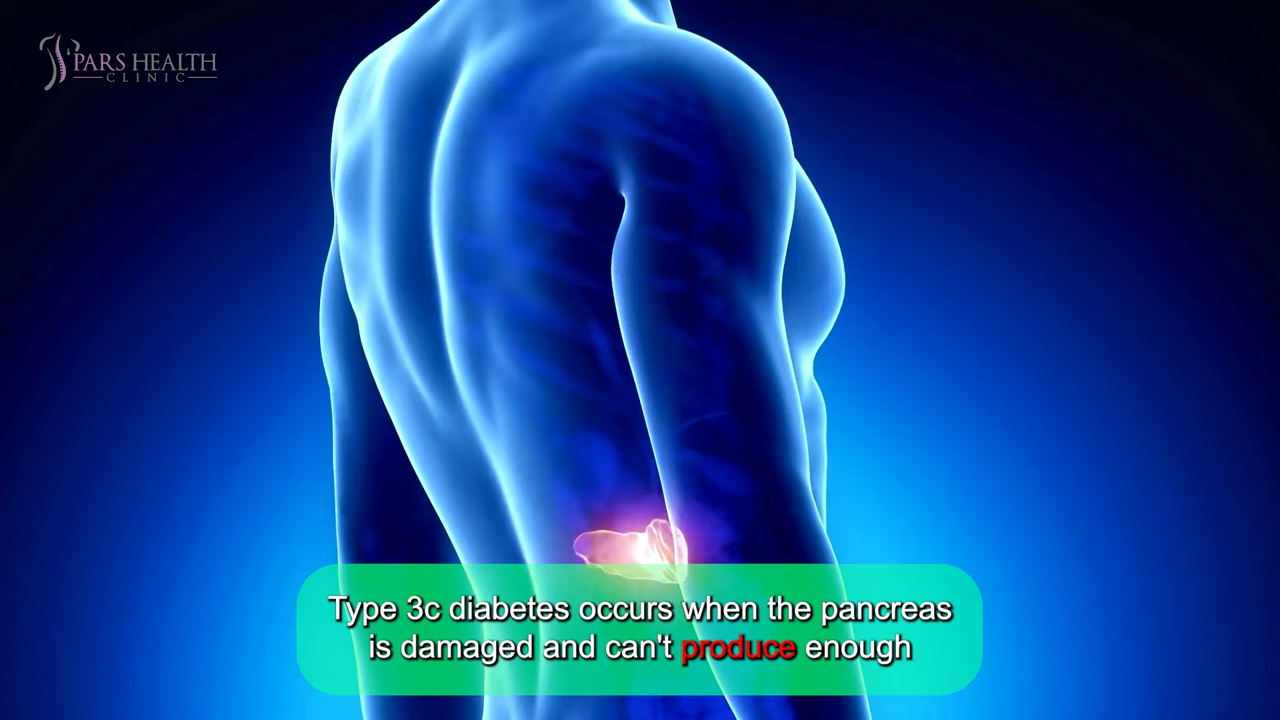 PARS HEALTH
CLINIC
Type 3c diabetes occurs when the pancreas
is damaged and can't produce enough